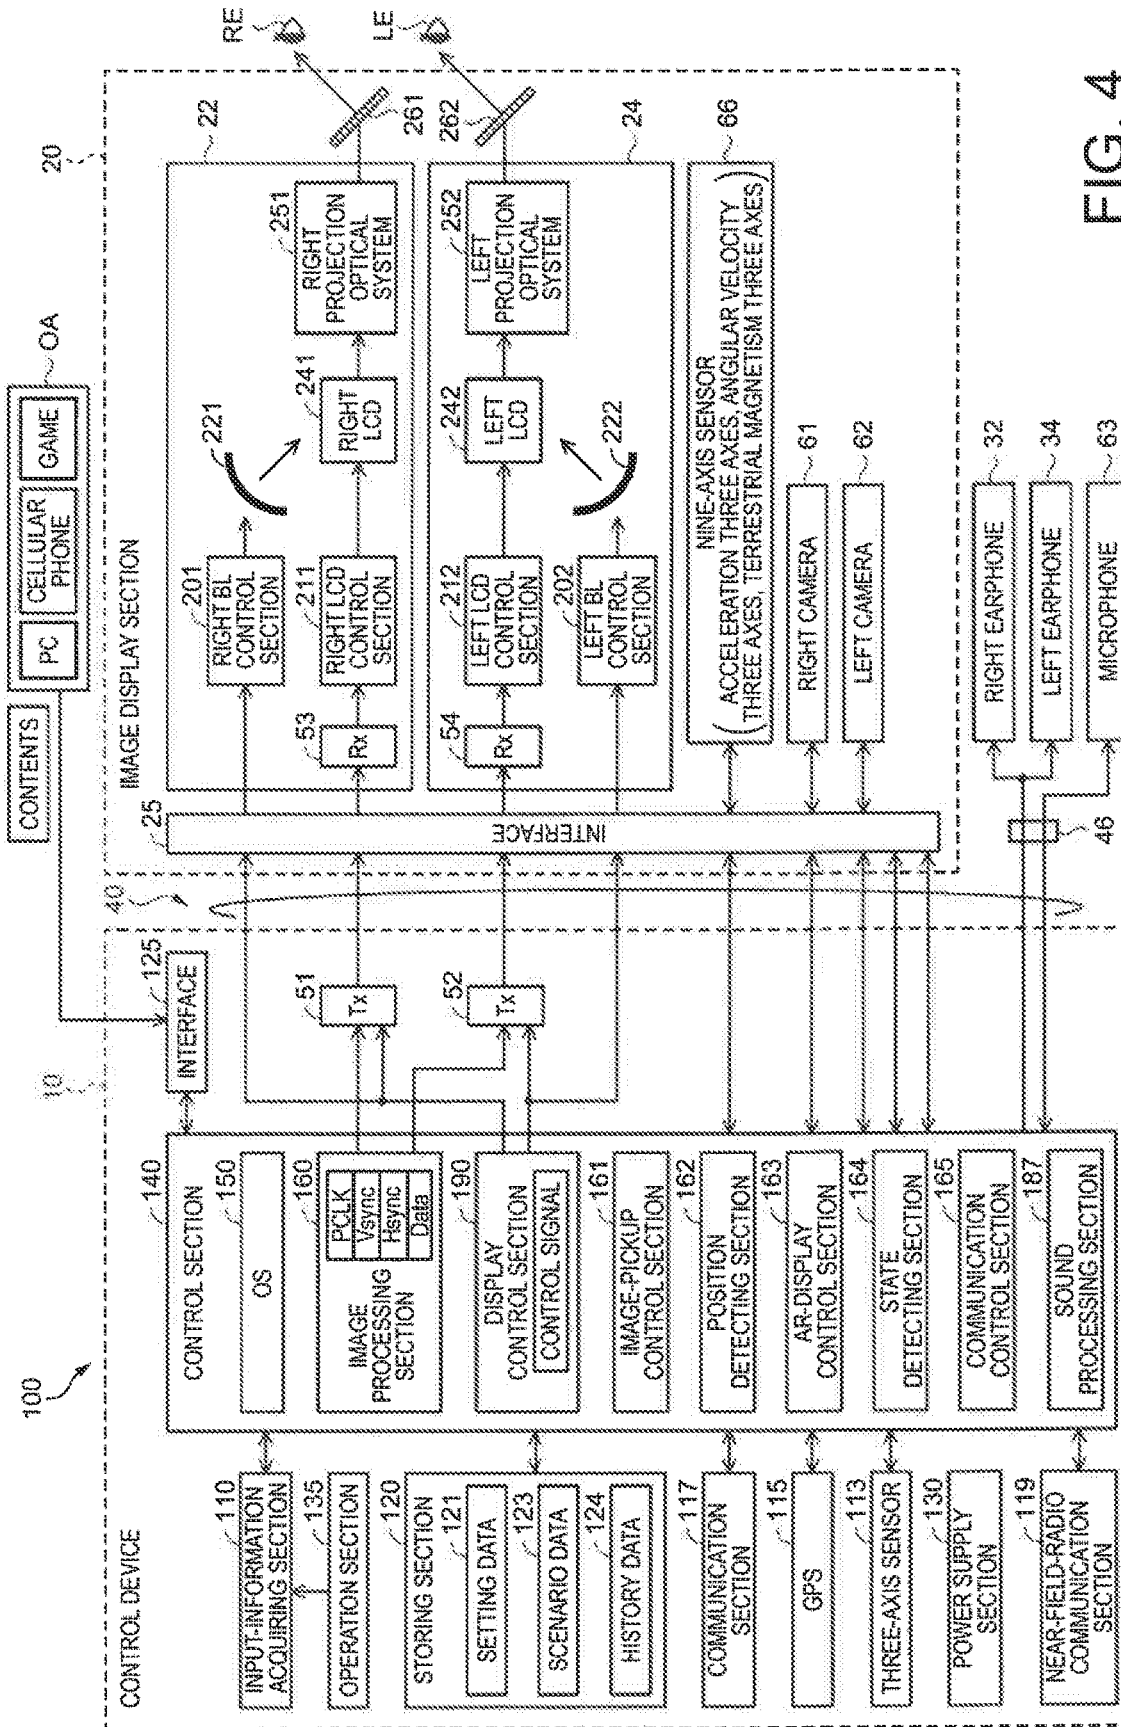 FIG. 4
100
CONTENTS
PC
CELLULAR
PHONE
GAME
OA
10
CONTROL DEVICE
110
INPUT-INFORMATION
ACQUIRING SECTION
135
OPERATION SECTION
120
STORING SECTION
121
SETTING DATA
123
SCENARIO DATA
124
HISTORY DATA
117
COMMUNICATION
SECTION
115
GPS
113
THREE-AXIS SENSOR
130
POWER SUPPLY
SECTION
119
NEAR-FIELD-RADIO
COMMUNICATION
SECTION
140
CONTROL SECTION
150
OS
160
IMAGE
PROCESSING
SECTION
PCLK
Vsync
Hsync
Data
190
DISPLAY
CONTROL SECTION
CONTROL SIGNAL
161
IMAGE-PICKUP
CONTROL SECTION
162
POSITION
DETECTING SECTION
163
AR-DISPLAY
CONTROL SECTION
164
STATE
DETECTING SECTION
165
COMMUNICATION
CONTROL SECTION
187
SOUND
PROCESSING SECTION
125
INTERFACE
51
Tx
52
Tx
40
46
20
IMAGE DISPLAY SECTION
25
INTERFACE
22
201
RIGHT BL
CONTROL
SECTION
221
53
Rx
211
RIGHT LCD
CONTROL
SECTION
241
RIGHT
LCD
251
RIGHT
PROJECTION
OPTICAL
SYSTEM
261
RE
24
54
Rx
212
LEFT LCD
CONTROL
SECTION
242
LEFT
LCD
252
LEFT
PROJECTION
OPTICAL
SYSTEM
262
LE
202
LEFT BL
CONTROL
SECTION
222
66
NINE-AXIS SENSOR
(ACCELERATION THREE AXES, ANGULAR VELOCITY
THREE AXES, TERRESTRIAL MAGNETISM THREE AXES)
61
RIGHT CAMERA
62
LEFT CAMERA
32
RIGHT EARPHONE
34
LEFT EARPHONE
63
MICROPHONE